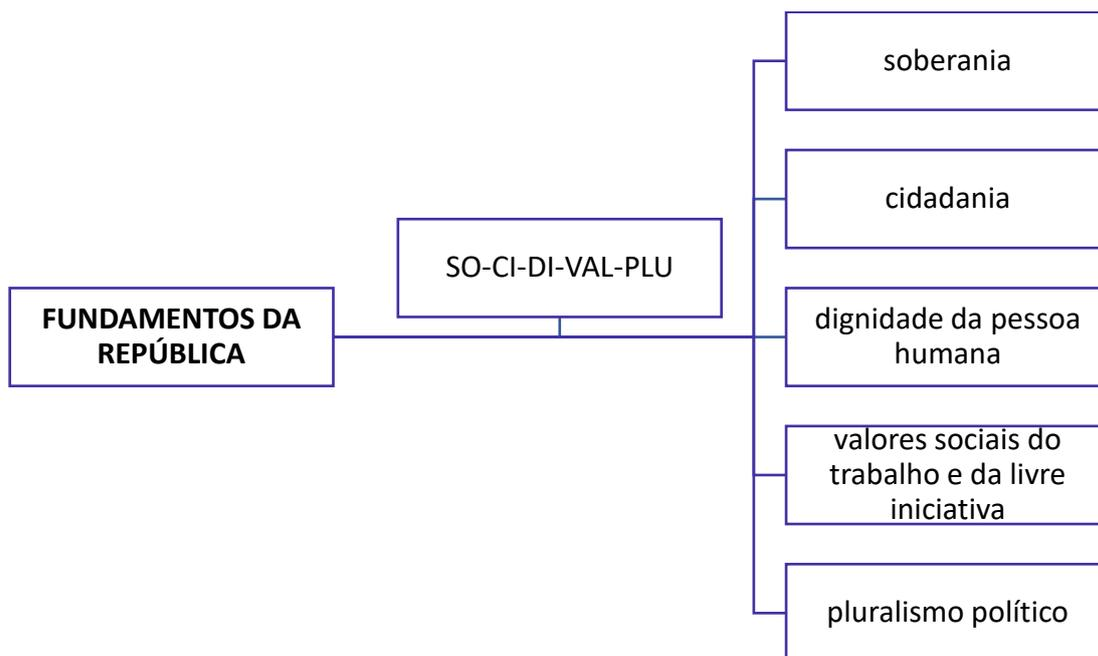 FUNDAMENTOS DA
REPÚBLICA
SO-CI-DI-VAL-PLU
soberania
cidadania
dignidade da pessoa
humana
valores sociais do
trabalho e da livre
iniciativa
pluralismo político